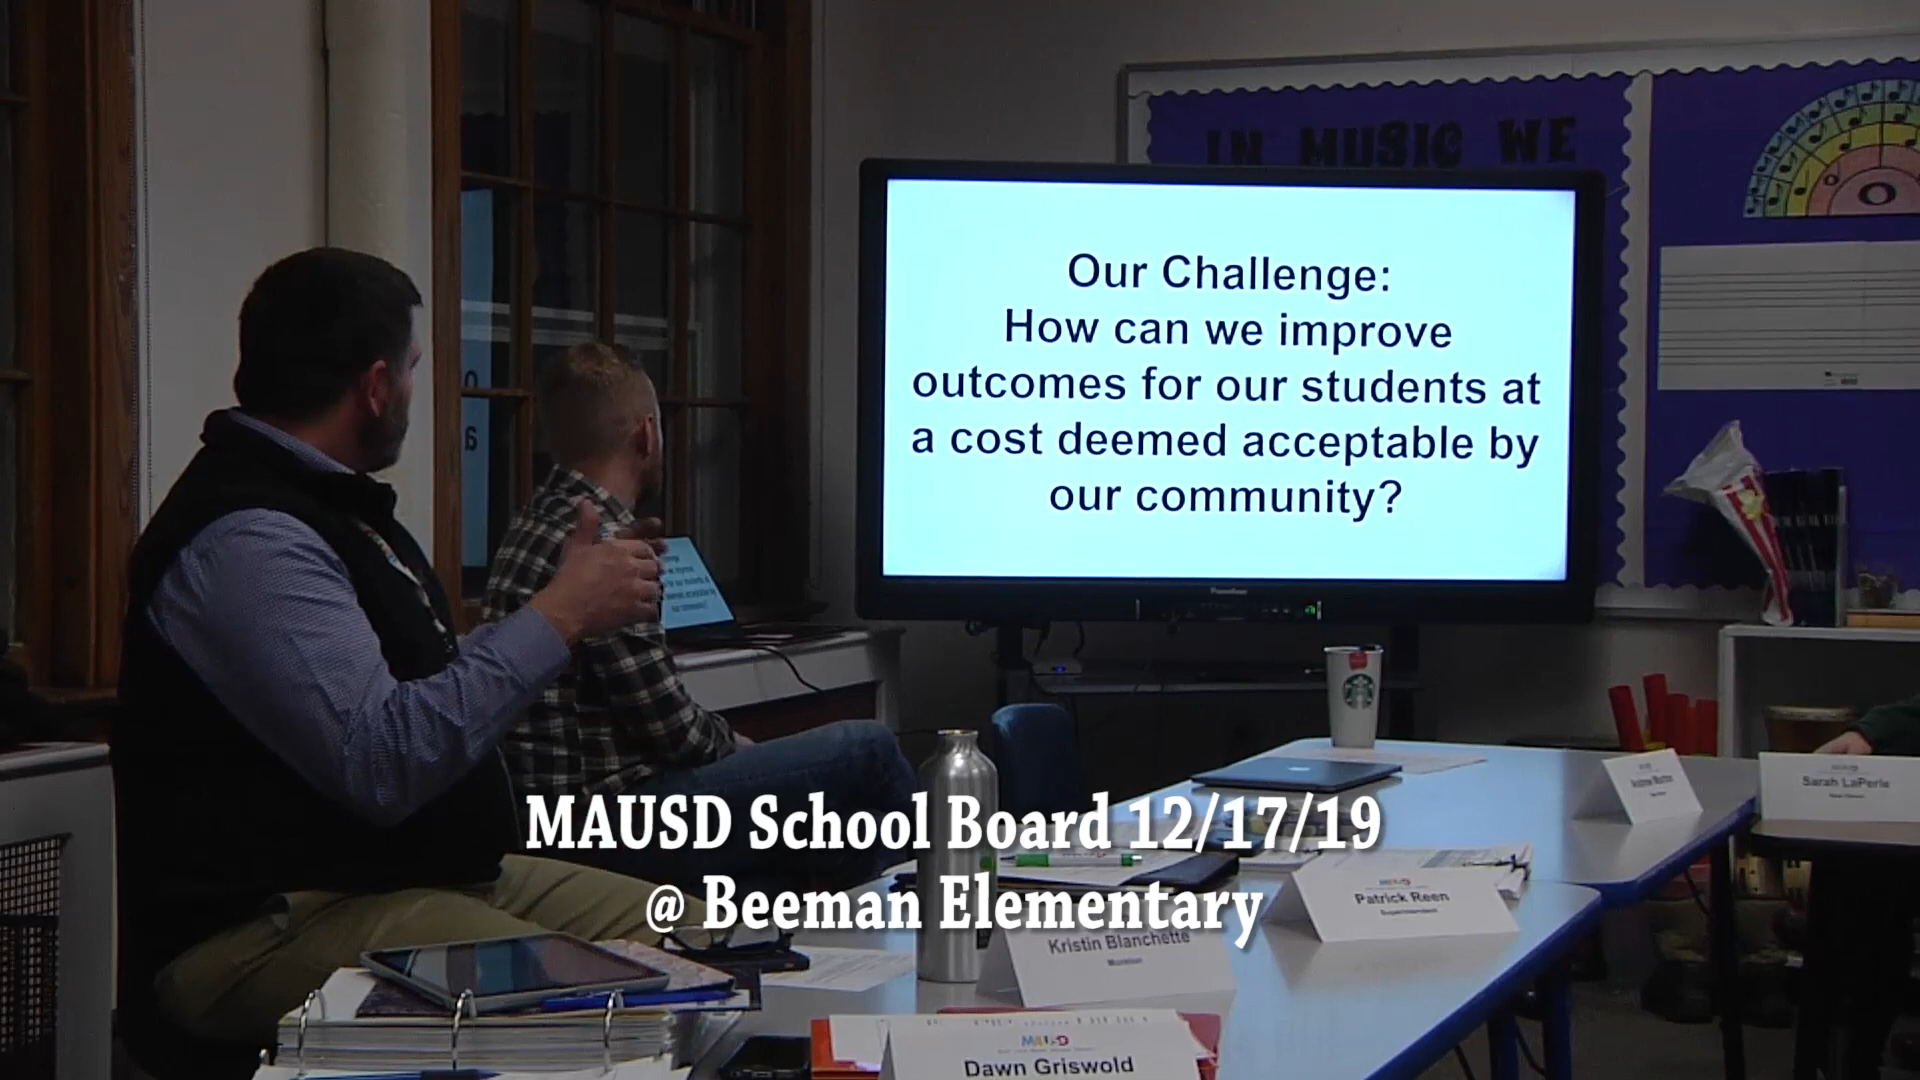 IN MUSIC WE
Our Challenge:
How can we improve
outcomes for our students at
a cost deemed acceptable by
our community?
MAUSD School Board 12/17/19
@ Beeman Elementary
Sarah LaPerle
Patrick Reen
Superintendent
Kristin Blanchette
Monkton
MAUSD
Dawn Griswold